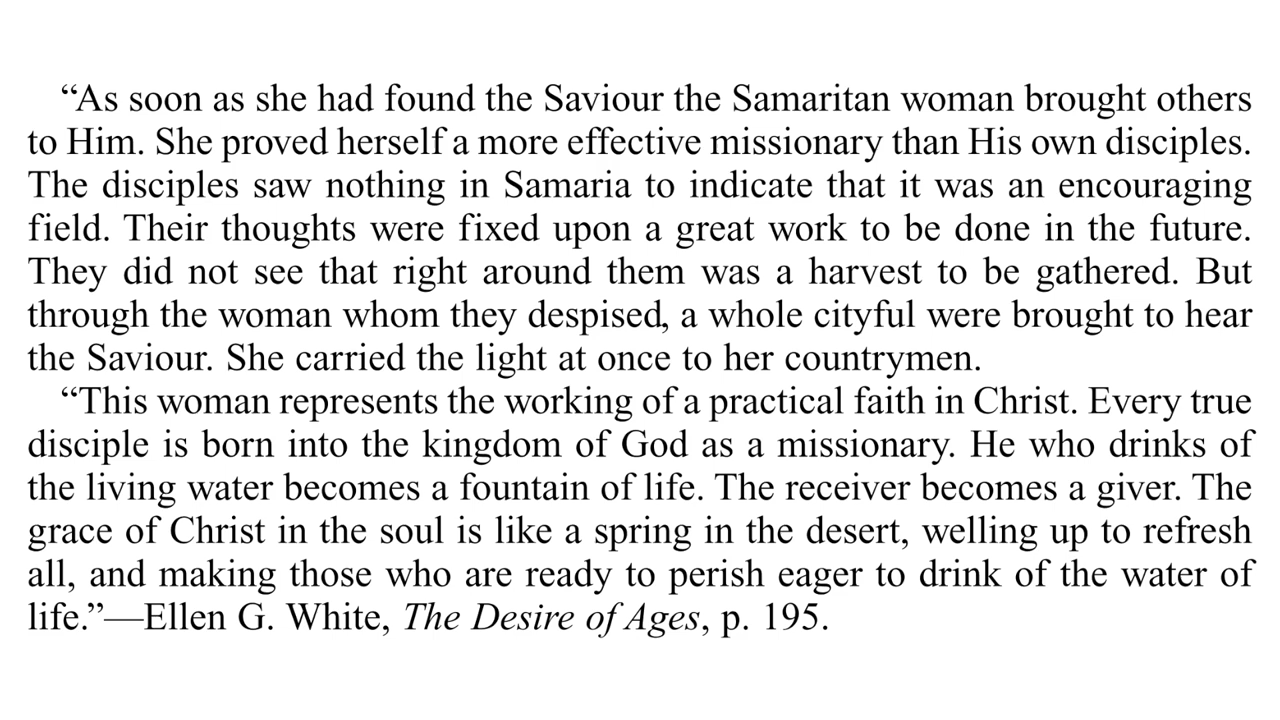 “As soon as she had found the Saviour the Samaritan woman brought others
to Him. She proved herself a more effective missionary than His own disciples.
The disciples saw nothing in Samaria to indicate that it was an encouraging
field. Their thoughts were fixed upon a great work to be done in the future.
They did not see that right around them was a harvest to be gathered. But
through the woman whom they despised, a whole cityful were brought to hear
the Saviour. She carried the light at once to her countrymen.
“This woman represents the working of a practical faith in Christ. Every true
disciple is born into the kingdom of God as a missionary. He who drinks of
the living water becomes a fountain of life. The receiver becomes a giver. The
grace of Christ in the soul is like a spring in the desert, welling up to refresh
all, and making those who are ready to perish eager to drink of the water of
life.”—Ellen G. White, The Desire of Ages, p. 195.